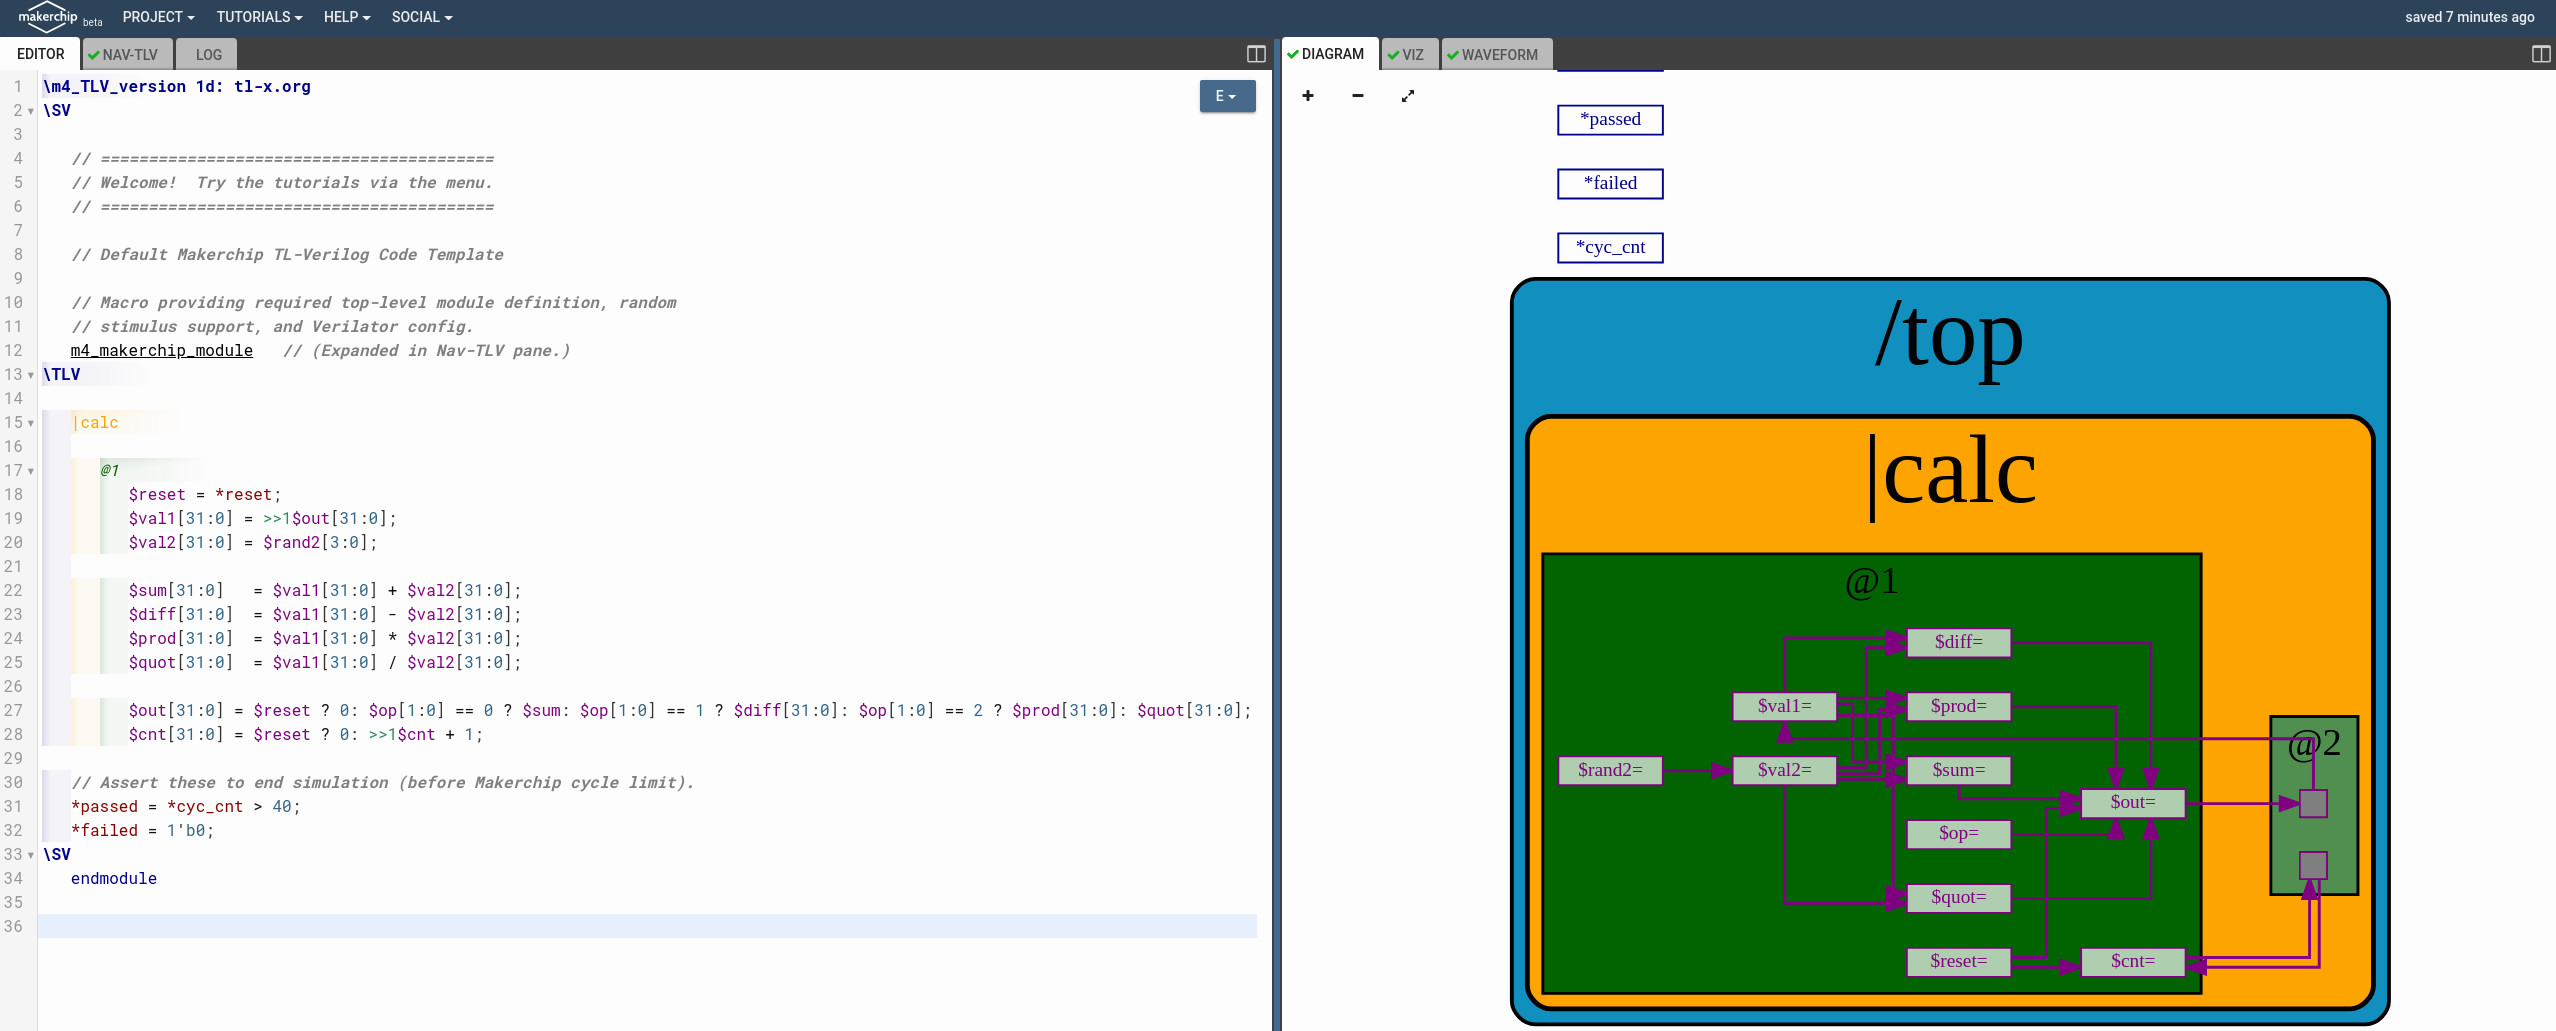 makerchip beta PROJECT TUTORIALS HELP SOCIAL saved 7 minutes ago
EDITOR NAV-TLV LOG
1 \m4_TLV_version 1d: tl-x.org
E
2 \SV
3
4 // =========================================
5 // Welcome!  Try the tutorials via the menu.
6 // =========================================
7
8 // Default Makerchip TL-Verilog Code Template
9
10 // Macro providing required top-level module definition, random
11 // stimulus support, and Verilator config.
12 m4_makerchip_module   // (Expanded in Nav-TLV pane.)
13 \TLV
14
15 |calc
16
17 @1
18 $reset = *reset;
19 $val1[31:0] = >>1$out[31:0];
20 $val2[31:0] = $rand2[3:0];
21
22 $sum[31:0]   = $val1[31:0] + $val2[31:0];
23 $diff[31:0]  = $val1[31:0] - $val2[31:0];
24 $prod[31:0]  = $val1[31:0] * $val2[31:0];
25 $quot[31:0]  = $val1[31:0] / $val2[31:0];
26
27 $out[31:0] = $reset ? 0: $op[1:0] == 0 ? $sum: $op[1:0] == 1 ? $diff[31:0]: $op[1:0] == 2 ? $prod[31:0]: $quot[31:0];
28 $cnt[31:0] = $reset ? 0: >>1$cnt + 1;
29
30 // Assert these to end simulation (before Makerchip cycle limit).
31 *passed = *cyc_cnt > 40;
32 *failed = 1'b0;
33 \SV
34 endmodule
35
36
DIAGRAM VIZ WAVEFORM
*passed
*failed
*cyc_cnt
/top
|calc
@1
$diff=
$val1=
$prod=
@2
$rand2=
$val2=
$sum=
$out=
$op=
$quot=
$reset=
$cnt=